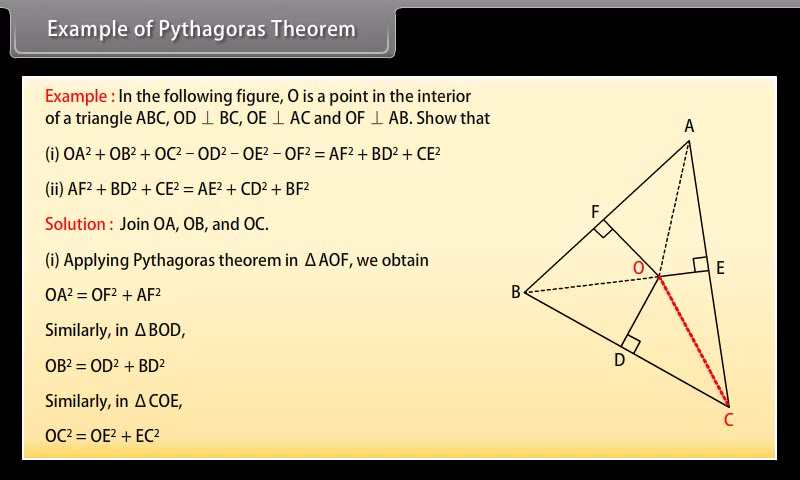 Example of Pythagoras Theorem
Example : In the following figure, O is a point in the interior
of a triangle ABC, OD ⊥ BC, OE ⊥ AC and OF ⊥ AB. Show that
(i) OA² + OB² + OC² − OD² − OE² − OF² = AF² + BD² + CE²
(ii) AF² + BD² + CE² = AE² + CD² + BF²
Solution : Join OA, OB, and OC.
(i) Applying Pythagoras theorem in ΔAOF, we obtain
OA² = OF² + AF²
Similarly, in ΔBOD,
OB² = OD² + BD²
Similarly, in ΔCOE,
OC² = OE² + EC²
A
F
O
E
B
D
C